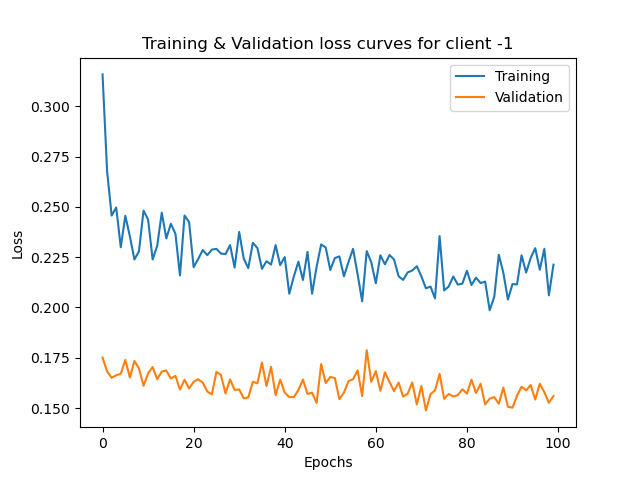 Training & Validation loss curves for client -1
Training
Validation
0.300
0.275
0.250
0.225
0.200
0.175
0.150
Loss
0
20
40
60
80
100
Epochs